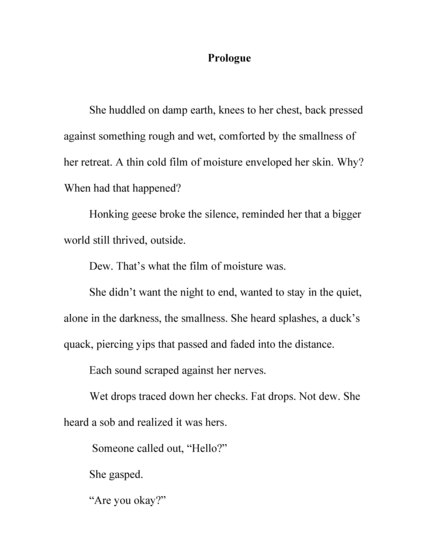 Prologue
She huddled on damp earth, knees to her chest, back pressed
against something rough and wet, comforted by the smallness of
her retreat. A thin cold film of moisture enveloped her skin. Why?
When had that happened?
Honking geese broke the silence, reminded her that a bigger
world still thrived, outside.
Dew. That’s what the film of moisture was.
She didn’t want the night to end, wanted to stay in the quiet,
alone in the darkness, the smallness. She heard splashes, a duck’s
quack, piercing yips that passed and faded into the distance.
Each sound scraped against her nerves.
Wet drops traced down her checks. Fat drops. Not dew. She
heard a sob and realized it was hers.
Someone called out, “Hello?”
She gasped.
“Are you okay?”